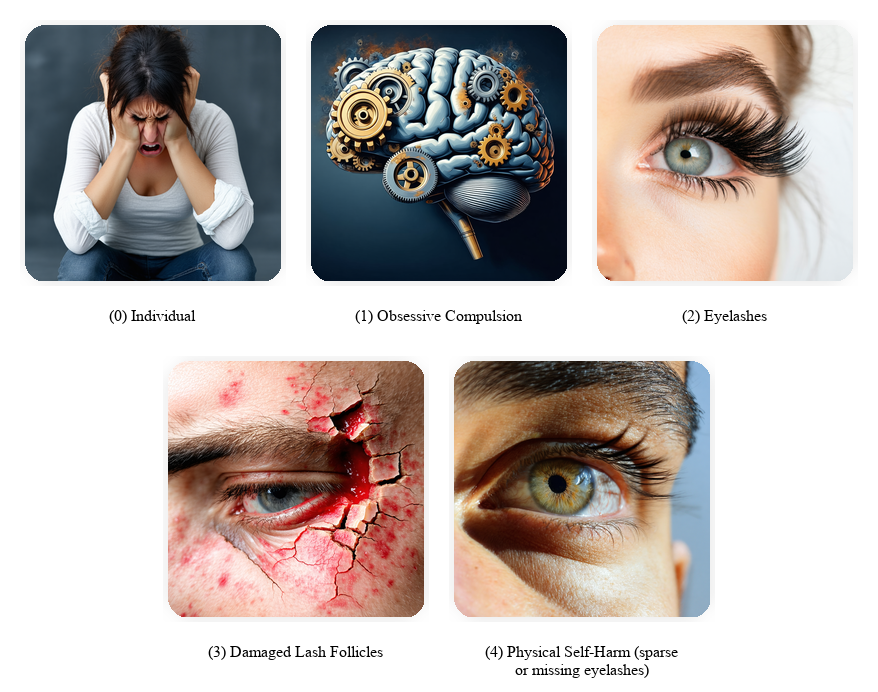 (0) Individual
(1) Obsessive Compulsion
(2) Eyelashes
(3) Damaged Lash Follicles
(4) Physical Self-Harm (sparse
or missing eyelashes)